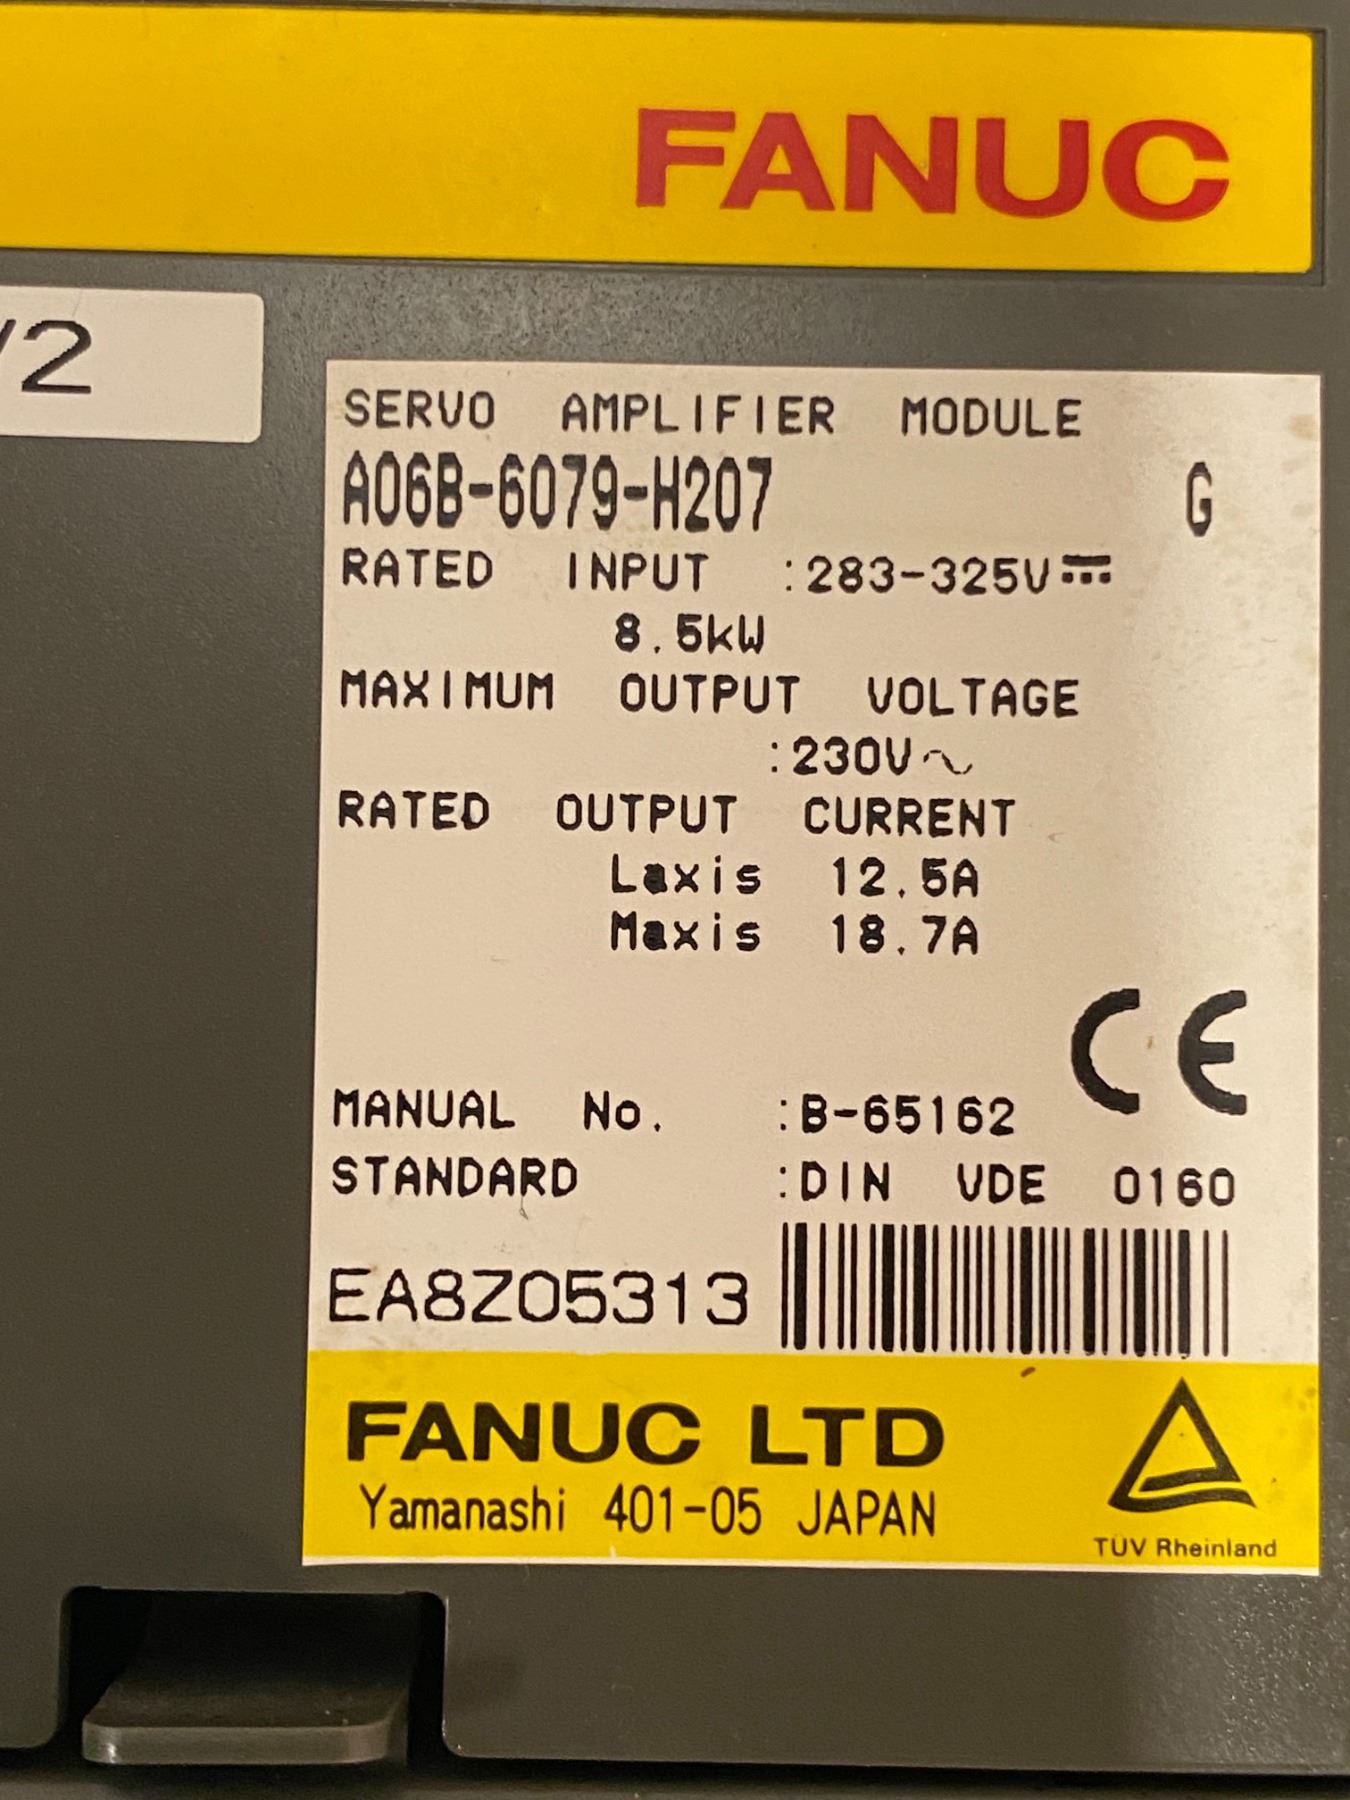 FANUC
/2
SERVO AMPLIFIER MODULE
A06B-6079-H207 G
RATED INPUT :283-325V⎓
8.5kW
MAXIMUM OUTPUT VOLTAGE
:230V~
RATED OUTPUT CURRENT
Laxis 12.5A
Maxis 18.7A
CE
MANUAL No. :B-65162
STANDARD :DIN VDE 0160
EA8Z05313
FANUC LTD
Yamanashi 401-05 JAPAN
TÜV Rheinland